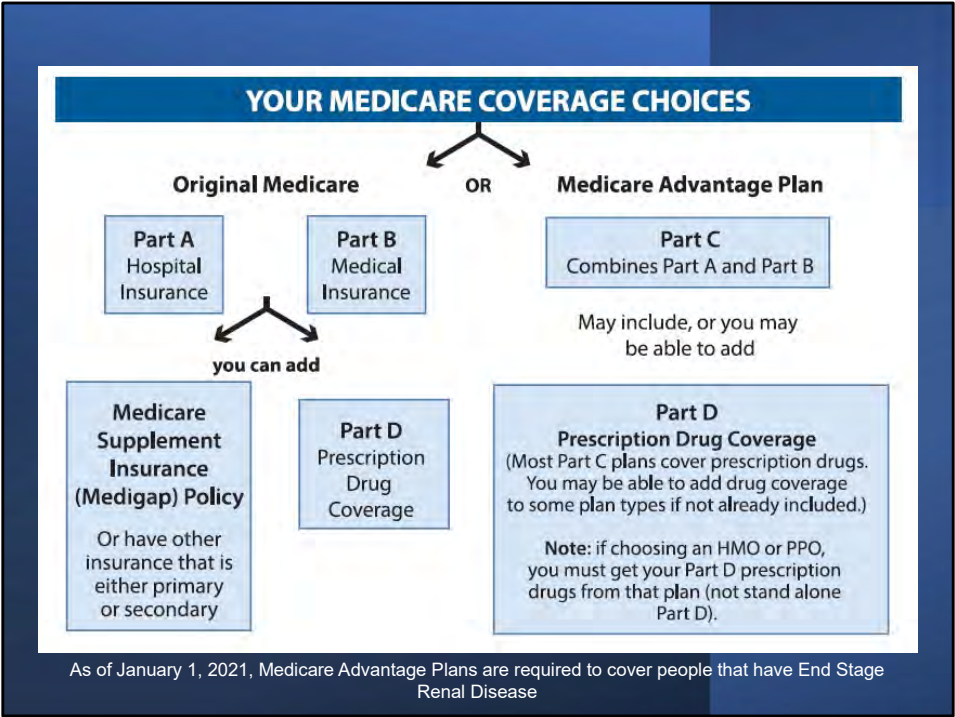 YOUR MEDICARE COVERAGE CHOICES
Original Medicare
OR
Medicare Advantage Plan
Part A
Hospital
Insurance
Part B
Medical
Insurance
Part C
Combines Part A and Part B
you can add
May include, or you may
be able to add
Medicare
Supplement
Insurance
(Medigap) Policy
Or have other
insurance that is
either primary
or secondary
Part D
Prescription
Drug
Coverage
Part D
Prescription Drug Coverage
(Most Part C plans cover prescription drugs.
You may be able to add drug coverage
to some plan types if not already included.)
Note: if choosing an HMO or PPO,
you must get your Part D prescription
drugs from that plan (not stand alone
Part D).
As of January 1, 2021, Medicare Advantage Plans are required to cover people that have End Stage
Renal Disease